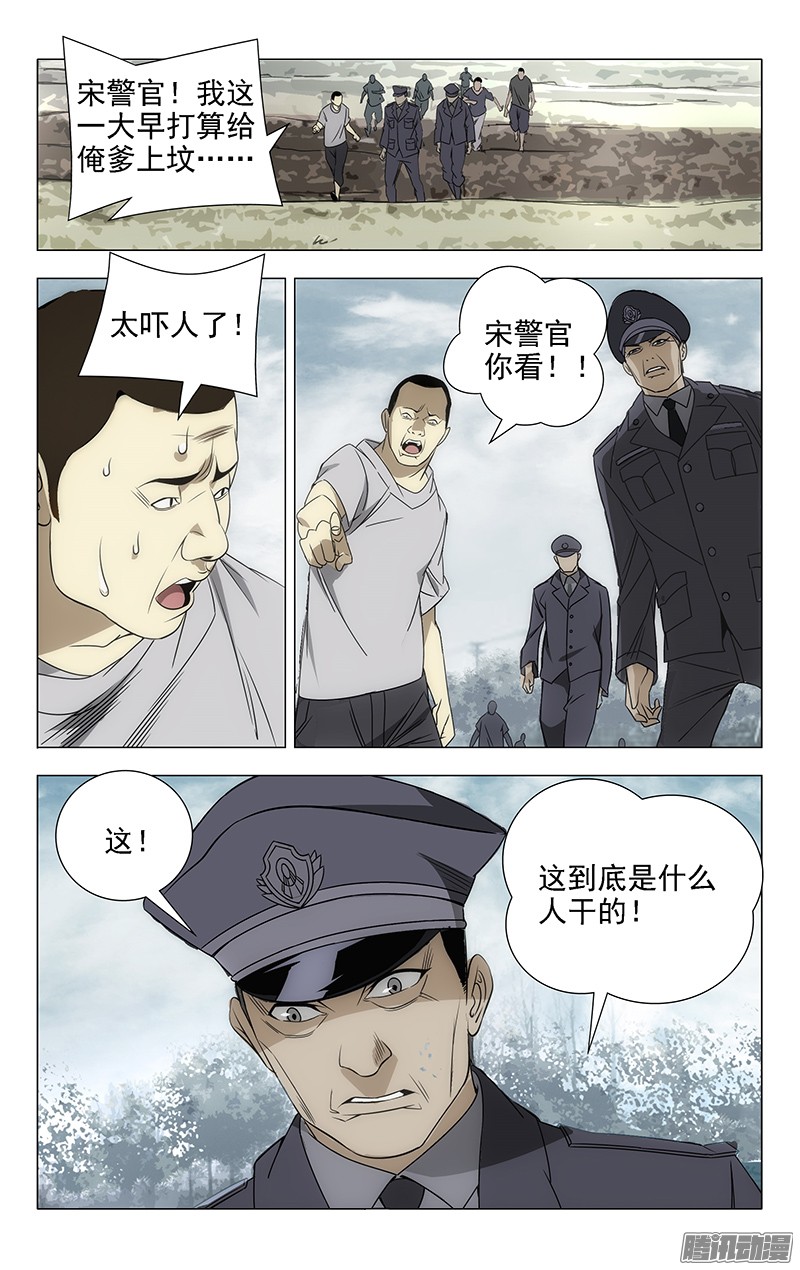 宋警官！我这
一大早打算给
俺爹上坟……
太吓人了！
宋警官
你看！！
这！
这到底是什么
人干的！
腾讯动漫